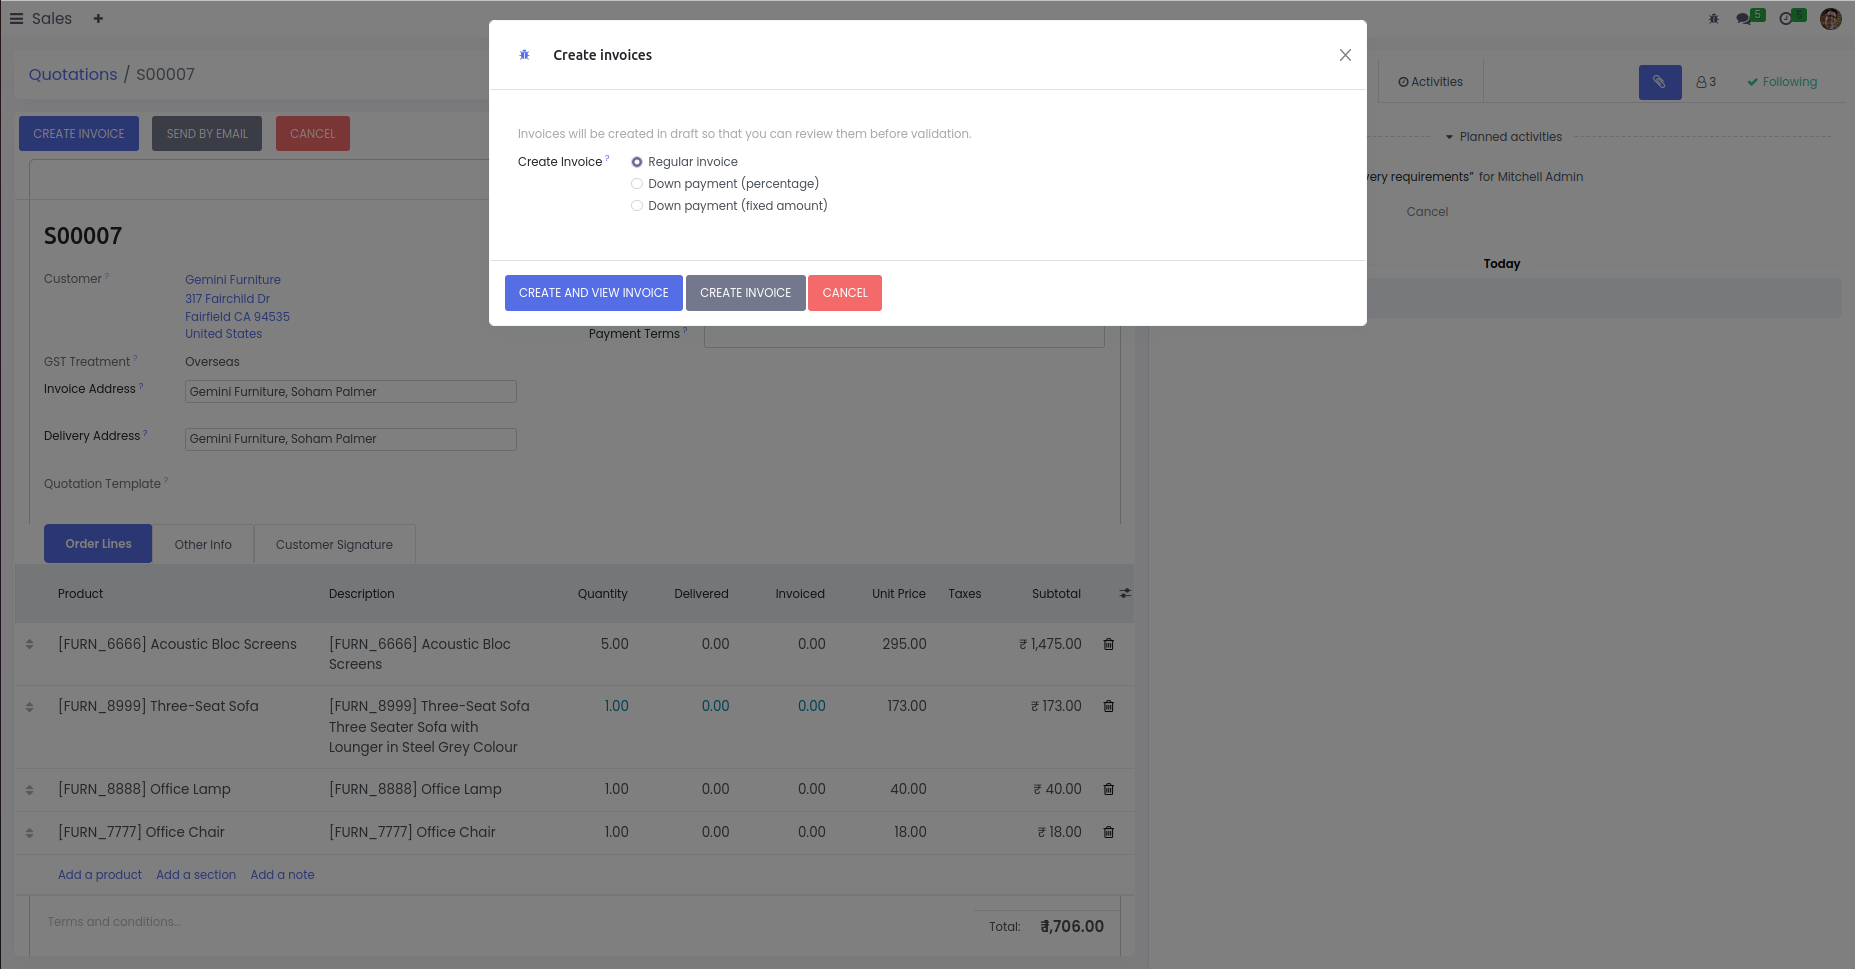 Sales +
5
5
Create invoices
Quotations / S00007
Activities
3
Following
CREATE INVOICE SEND BY EMAIL CANCEL
Invoices will be created in draft so that you can review them before validation.
Create Invoice ? Regular invoice
Down payment (percentage)
Down payment (fixed amount)
Planned activities
very requirements” for Mitchell Admin
Cancel
Today
CREATE AND VIEW INVOICE CREATE INVOICE CANCEL
S00007
Customer ? Gemini Furniture
317 Fairchild Dr
Fairfield CA 94535
United States
Payment Terms ?
GST Treatment ? Overseas
Invoice Address ? Gemini Furniture, Soham Palmer
Delivery Address ? Gemini Furniture, Soham Palmer
Quotation Template ?
Order Lines Other Info Customer Signature
Product Description Quantity Delivered Invoiced Unit Price Taxes Subtotal
[FURN_6666] Acoustic Bloc Screens [FURN_6666] Acoustic Bloc 5.00 0.00 0.00 295.00 ₹ 1,475.00
Screens
[FURN_8999] Three-Seat Sofa [FURN_8999] Three-Seat Sofa 1.00 0.00 0.00 173.00 ₹ 173.00
Three Seater Sofa with
Lounger in Steel Grey Colour
[FURN_8888] Office Lamp [FURN_8888] Office Lamp 1.00 0.00 0.00 40.00 ₹ 40.00
[FURN_7777] Office Chair [FURN_7777] Office Chair 1.00 0.00 0.00 18.00 ₹ 18.00
Add a product Add a section Add a note
Terms and conditions...
Total: ₹1,706.00